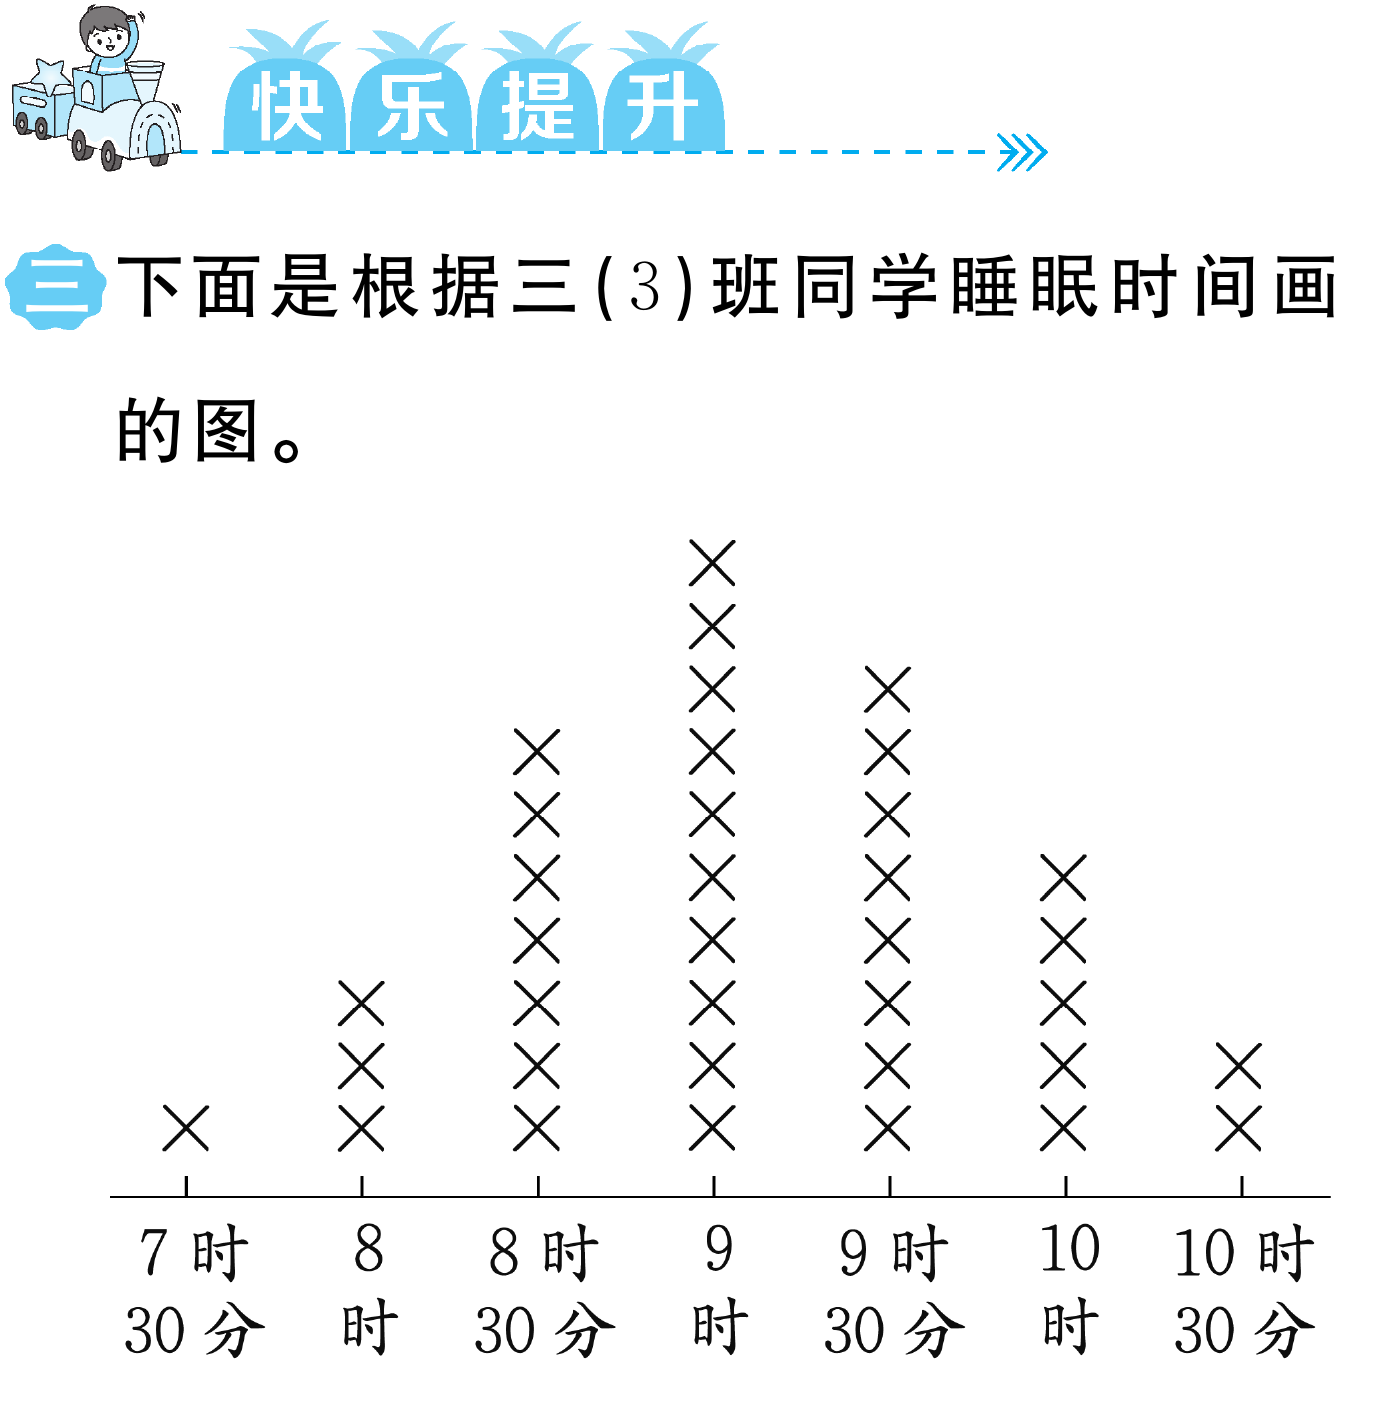 快乐提升
三 下面是根据三(3)班同学睡眠时间画
的图。
7时 8 8时 9 9时 10 10时
30分 时 30分 时 30分 时 30分